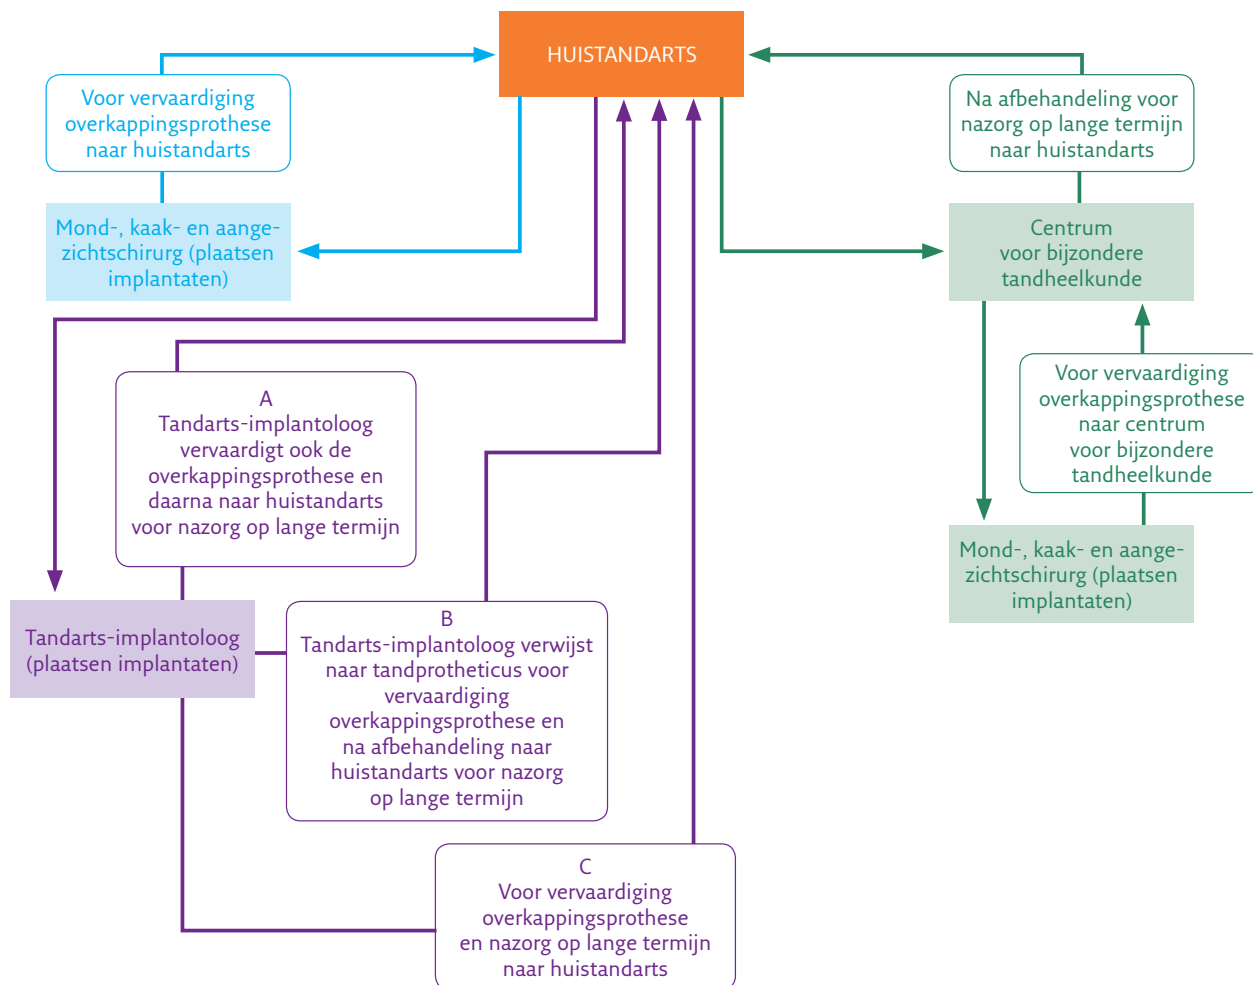 HUISTANDARTS
Voor vervaardiging
overkappingsprothese
naar huistandarts
Mond-, kaak- en aange-
zichtschirurg (plaatsen
implantaten)
Na afbehandeling voor
nazorg op lange termijn
naar huistandarts
Centrum
voor bijzondere
tandheelkunde
Voor vervaardiging
overkappingsprothese
naar centrum
voor bijzondere
tandheelkunde
Mond-, kaak- en aange-
zichtschirurg (plaatsen
implantaten)
A
Tandarts-implantoloog
vervaardigt ook de
overkappingsprothese en
daarna naar huistandarts
voor nazorg op lange termijn
Tandarts-implantoloog
(plaatsen implantaten)
B
Tandarts-implantoloog verwijst
naar tandprotheticus voor
vervaardiging
overkappingsprothese en
na afbehandeling naar
huistandarts voor nazorg
op lange termijn
C
Voor vervaardiging
overkappingsprothese
en nazorg op lange termijn
naar huistandarts